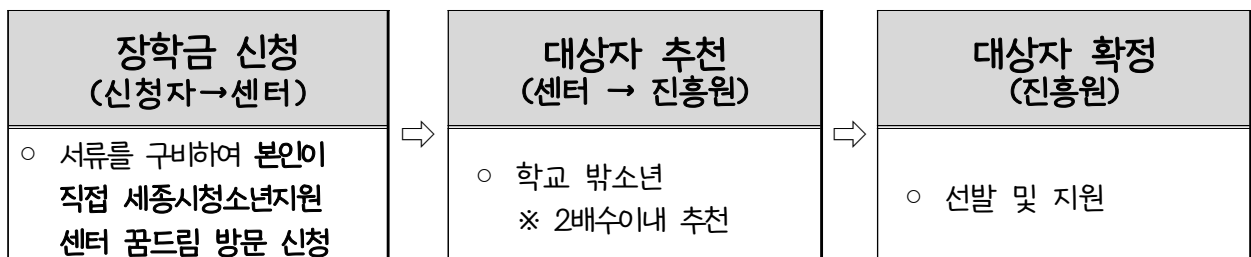 장학금 신청
(신청자→센터)
○ 서류를 구비하여 본인이
직접 세종시청소년지원
센터 꿈드림 방문 신청
⇨
대상자 추천
(센터 → 진흥원)
○ 학교 밖소년
※ 2배수이내 추천
⇨
대상자 확정
(진흥원)
○ 선발 및 지원